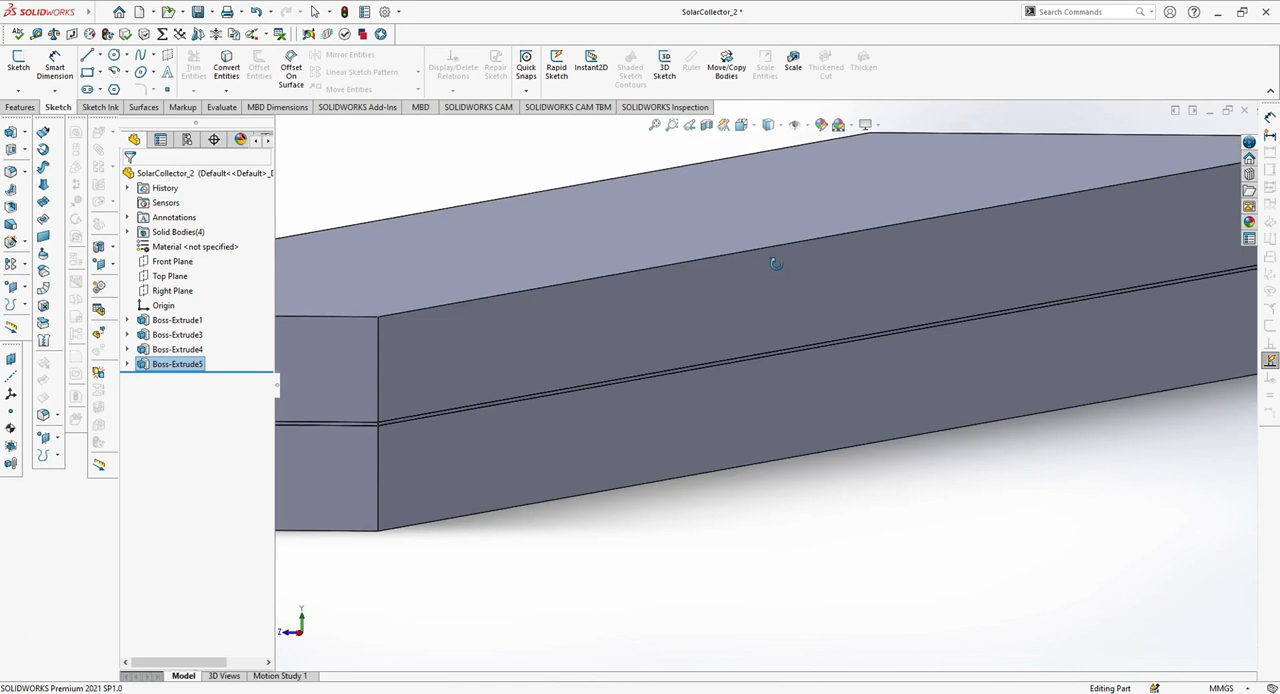 SOLIDWORKS
SolidCollector_2 *
Search Commands
Sketch
Smart Dimension
Trim Entities
Convert Entities
Offset Entities
Offset On Surface
Mirror Entities
Linear Sketch Pattern
Move Entities
Display/Delete Relations
Repair Sketch
Quick Snaps
Rapid Sketch
Instant2D
Shaded Sketch Contours
3D Sketch
Ruler
Move/Copy Bodies
Scale Entities
Scale
Thickened Cut
Thicken
Features
Sketch
Sketch Ink
Surfaces
Markup
Evaluate
MBD Dimensions
SOLIDWORKS Add-Ins
MBD
SOLIDWORKS CAM
SOLIDWORKS CAM TBM
SOLIDWORKS Inspection
SolarCollector_2 (Default<<Default>_D
History
Sensors
Annotations
Solid Bodies(4)
Material <not specified>
Front Plane
Top Plane
Right Plane
Origin
Boss-Extrude1
Boss-Extrude3
Boss-Extrude4
Boss-Extrude5
Y
Z
Model
3D Views
Motion Study 1
SOLIDWORKS Premium 2021 SP1.0
Editing Part
MMGS